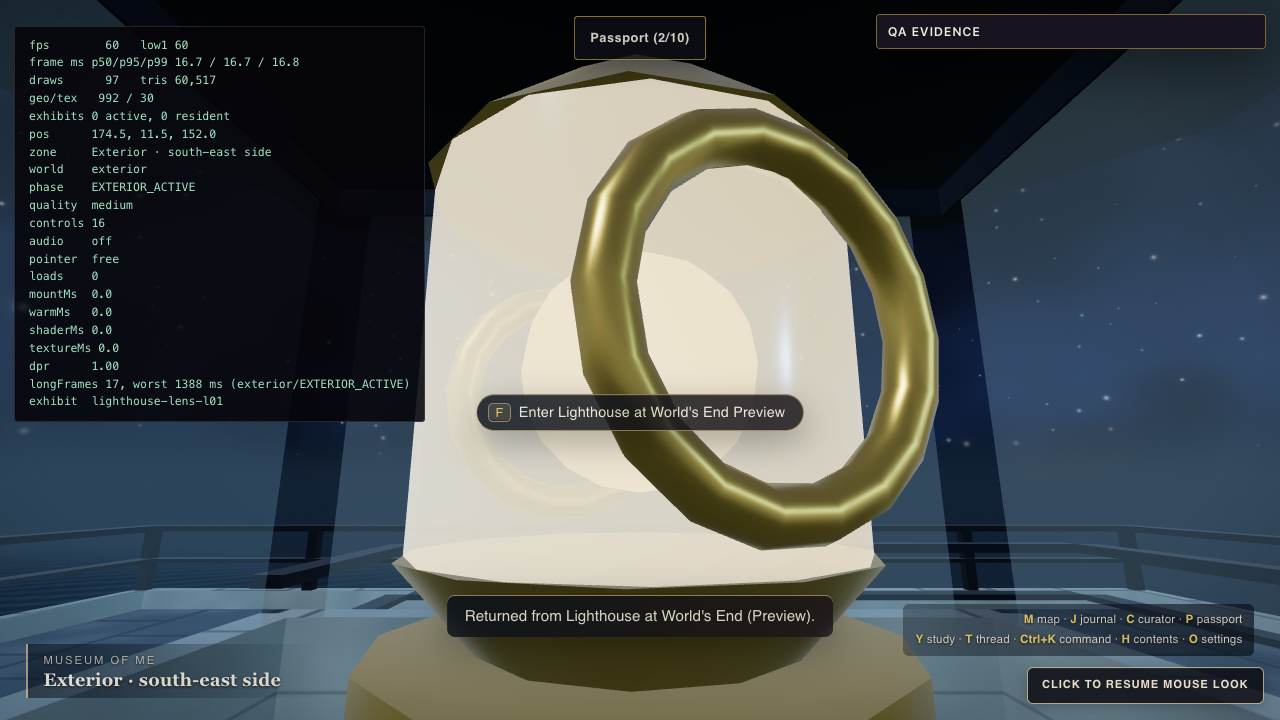 fps 60 low1 60
frame ms p50/p95/p99 16.7 / 16.7 / 16.8
draws 97 tris 60,517
geo/tex 992 / 30
exhibits 0 active, 0 resident
pos 174.5, 11.5, 152.0
zone Exterior · south-east side
world exterior
phase EXTERIOR_ACTIVE
quality medium
controls 16
audio off
pointer free
loads 0
mountMs 0.0
warmMs 0.0
shaderMs 0.0
textureMs 0.0
dpr 1.00
longFrames 17, worst 1388 ms (exterior/EXTERIOR_ACTIVE)
exhibit lighthouse-lens-l01
Passport (2/10)
QA EVIDENCE
F Enter Lighthouse at World's End Preview
Returned from Lighthouse at World's End (Preview).
MUSEUM OF ME
Exterior · south-east side
M map · J journal · C curator · P passport
Y study · T thread · Ctrl+K command · H contents · O settings
CLICK TO RESUME MOUSE LOOK